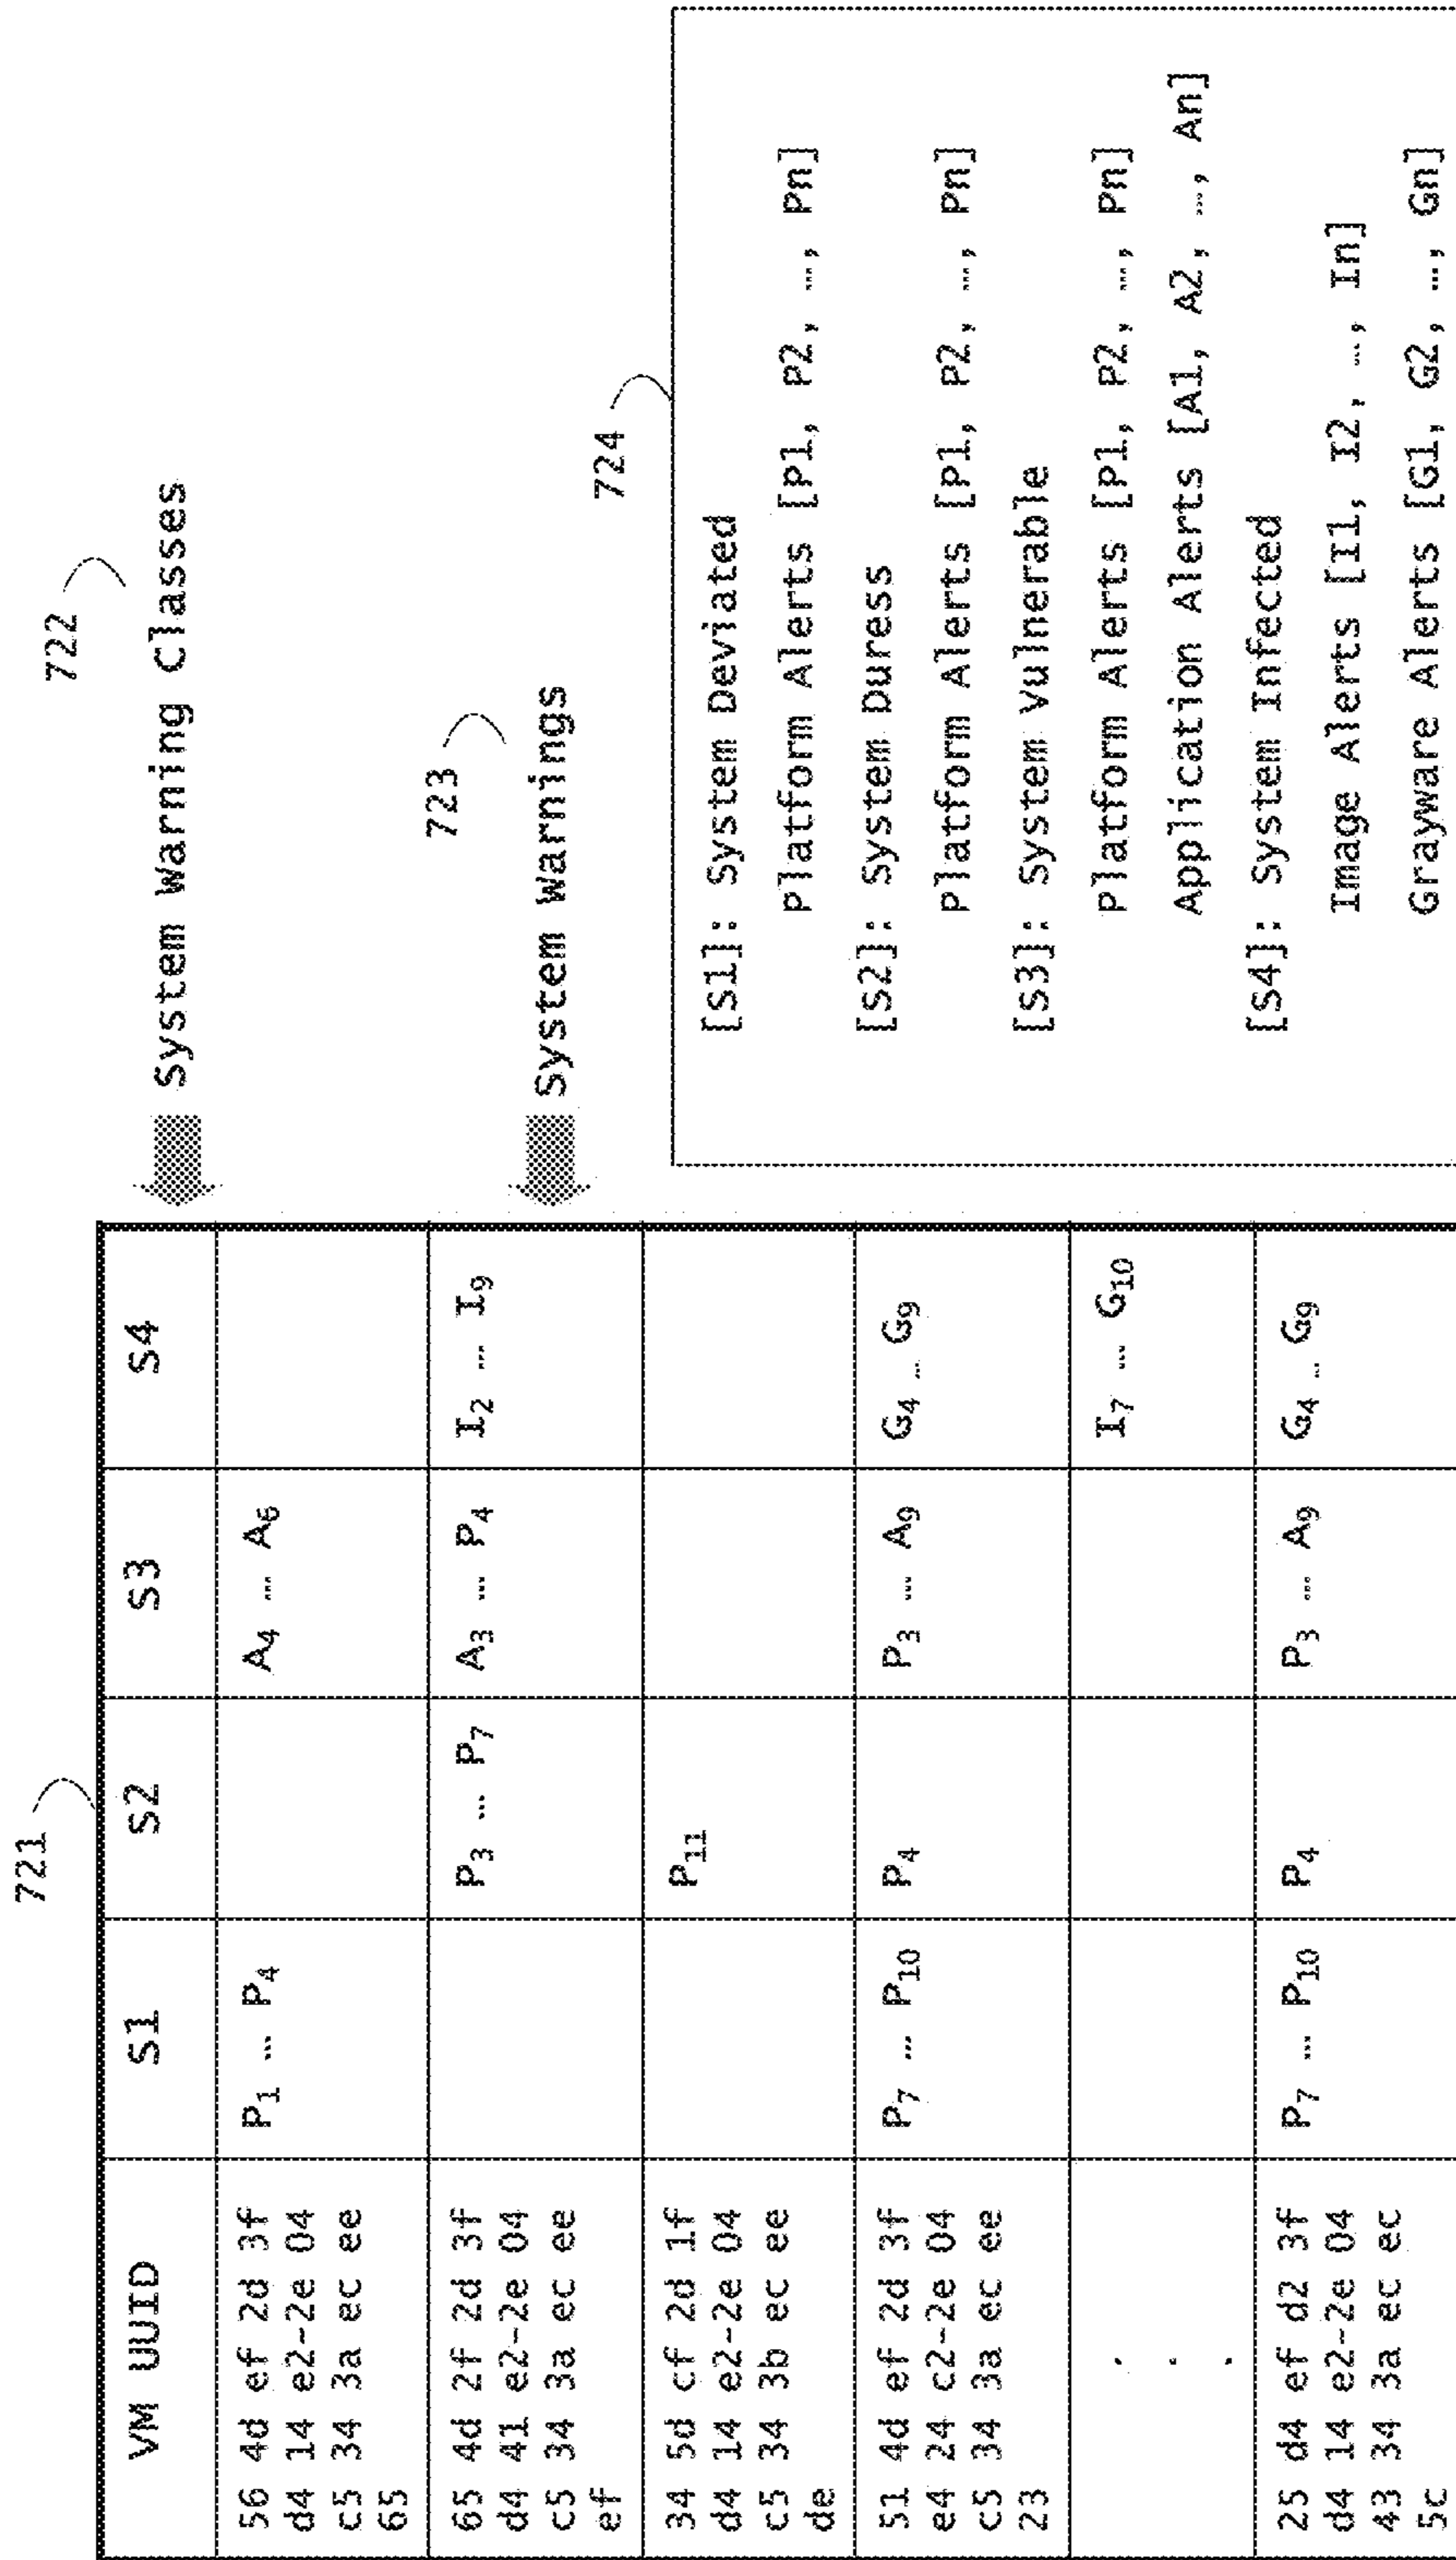 721
VM UUID S1 S2 S3 S4
56 4d ef 2d 3f P1 … P4 A4 … A6
d4 14 e2-2e 04
c5 34 3a ec ee
65
65 4d 2f 2d 3f P3 … P7 A3 … P4 I2 … I9
d4 41 e2-2e 04
c5 34 3a ec ee
ef
34 5d cf 2d 1f P11
d4 14 e2-2e 04
c5 34 3b ec ee
de
51 4d ef 2d 3f P7 … P10 P4 P3 … A9 G4 … G9
e4 24 c2-2e 04
c5 34 3a ec ee
23
. I7 … G10
.
.
25 d4 ef d2 3f P7 … P10 P4 P3 … A9 G4 … G9
d4 14 e2-2e 04
43 34 3a ec ec
5c
722
System Warning Classes
723
System Warnings
724
[S1]: System Deviated
Platform Alerts [P1, P2, …, Pn]
[S2]: System Duress
Platform Alerts [P1, P2, …, Pn]
[S3]: System Vulnerable
Platform Alerts [P1, P2, …, Pn]
Application Alerts [A1, A2, …, An]
[S4]: System Infected
Image Alerts [I1, I2, …, In]
Grayware Alerts [G1, G2, …, Gn]